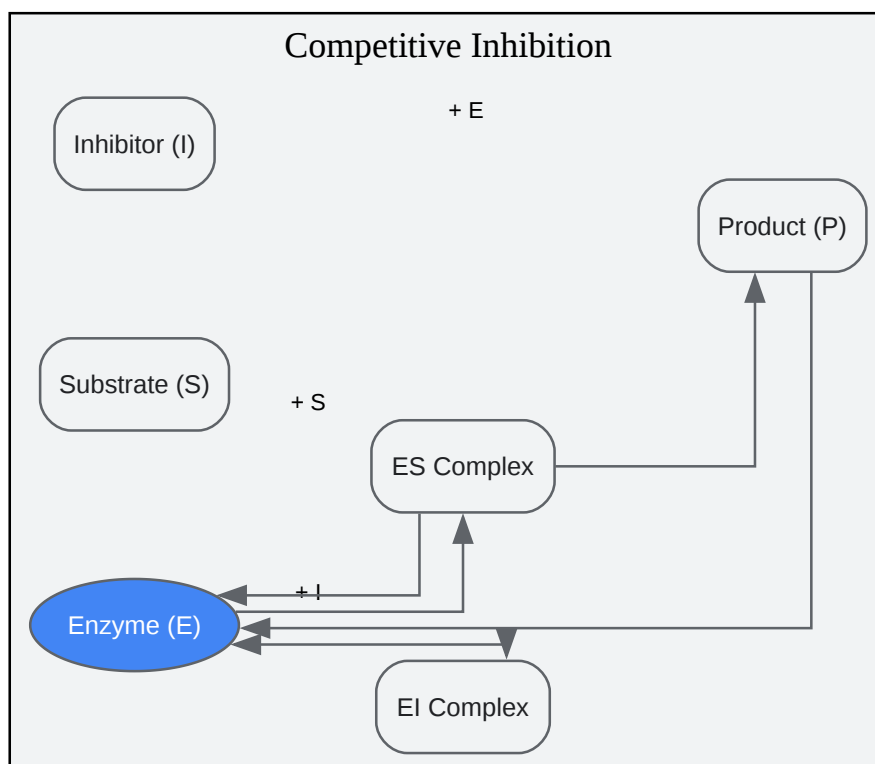 Competitive Inhibition
+ E
Inhibitor (I)
Product (P)
Substrate (S)
+ S
ES Complex
+ I
Enzyme (E)
EI Complex